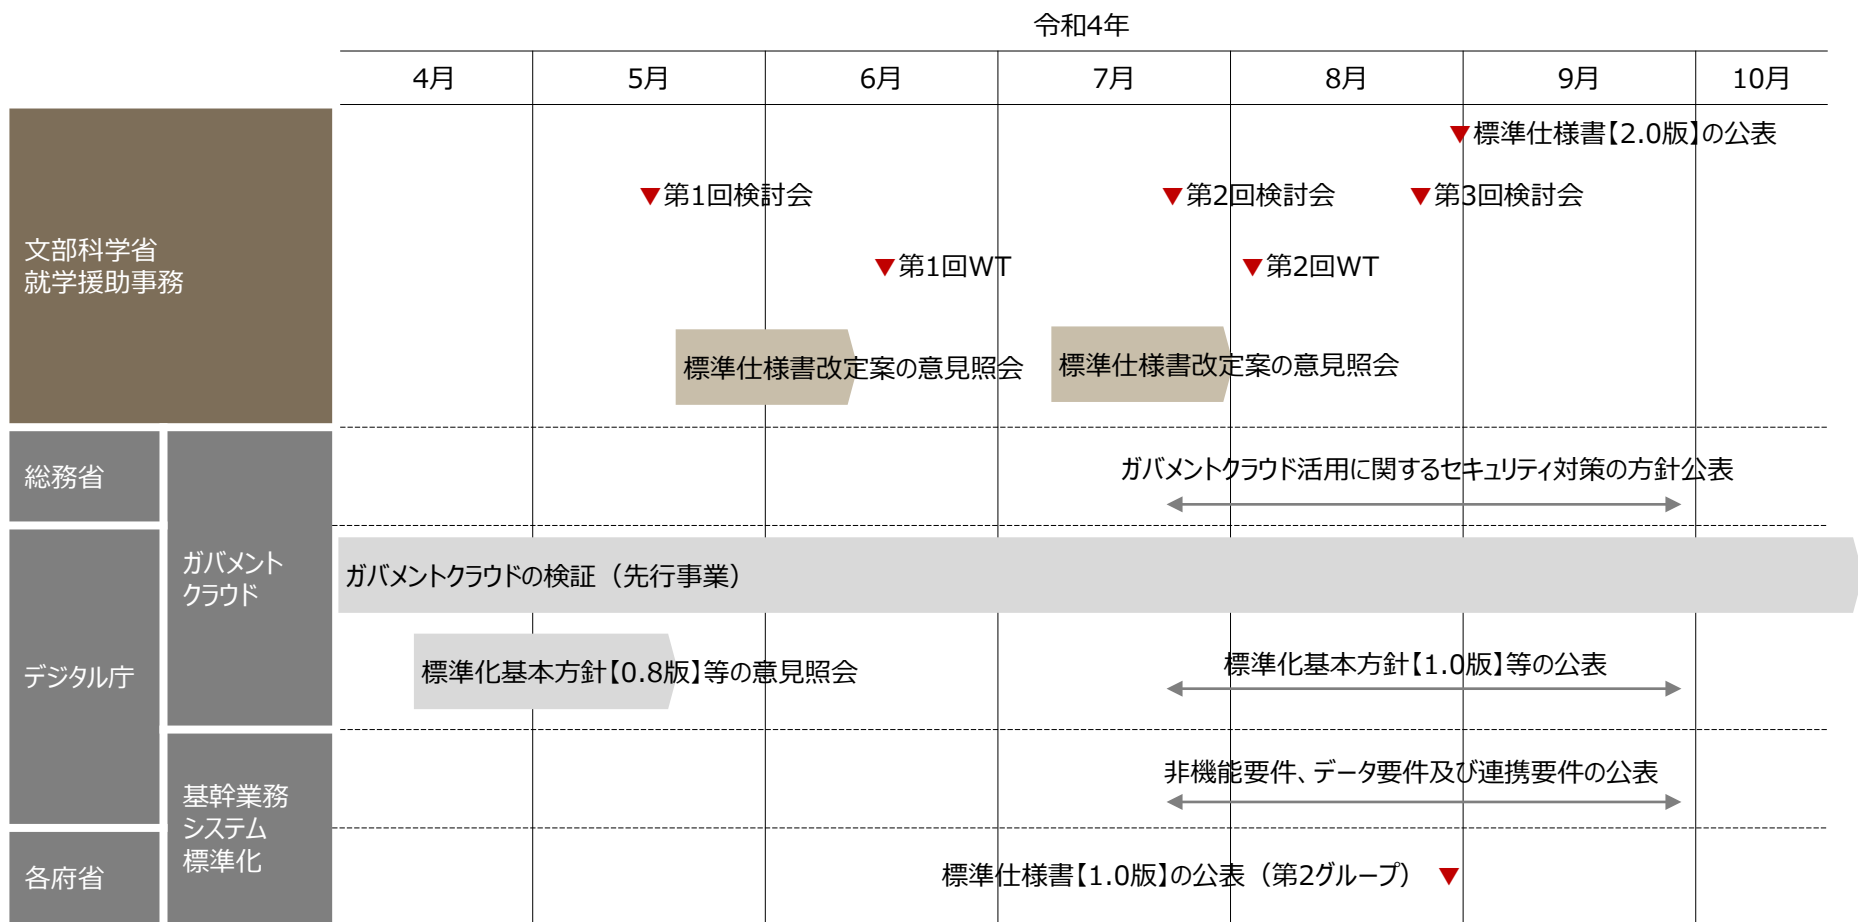 令和4年
4月 5月 6月 7月 8月 9月 10月
文部科学省
就学援助事務
▼標準仕様書【2.0版】の公表
▼第1回検討会 ▼第2回検討会 ▼第3回検討会
▼第1回WT ▼第2回WT
標準仕様書改定案の意見照会 標準仕様書改定案の意見照会
総務省
ガバメントクラウド活用に関するセキュリティ対策の方針公表
ガバメント
クラウド
ガバメントクラウドの検証（先行事業）
デジタル庁
標準化基本方針【0.8版】等の意見照会 標準化基本方針【1.0版】等の公表
基幹業務
システム
標準化
非機能要件、データ要件及び連携要件の公表
各府省
標準仕様書【1.0版】の公表（第2グループ） ▼